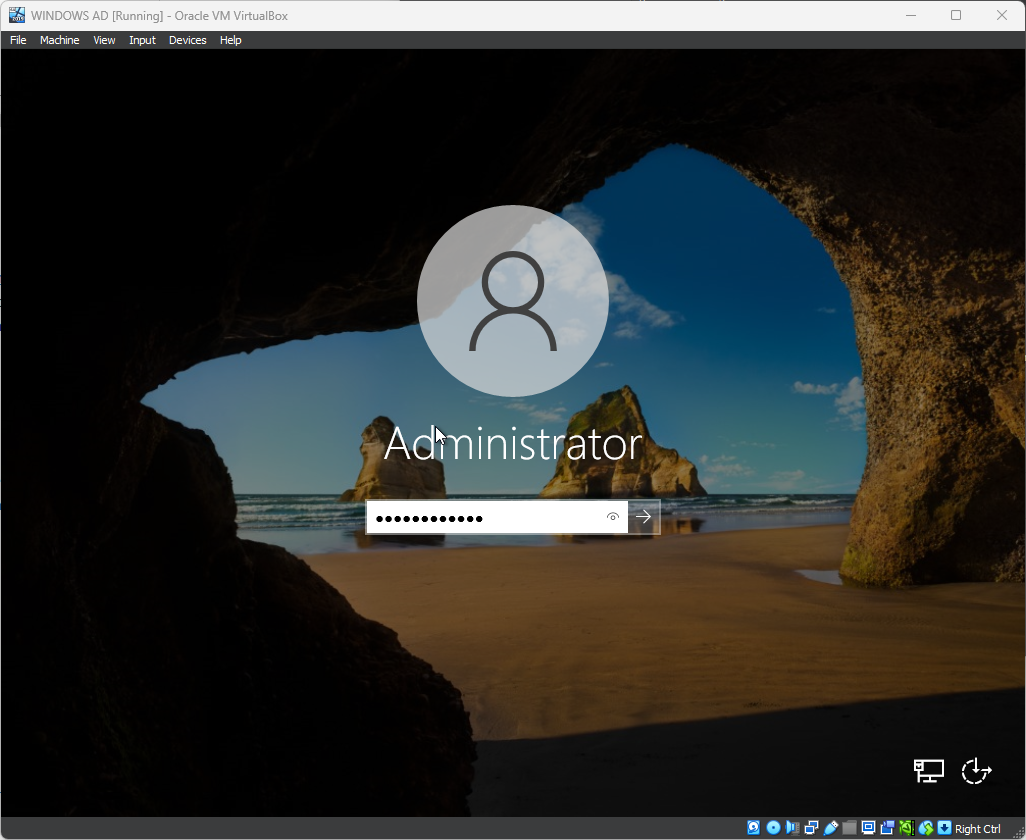 WINDOWS AD [Running] - Oracle VM VirtualBox
File Machine View Input Devices Help
Administrator
●●●●●●●●●●●●
Right Ctrl